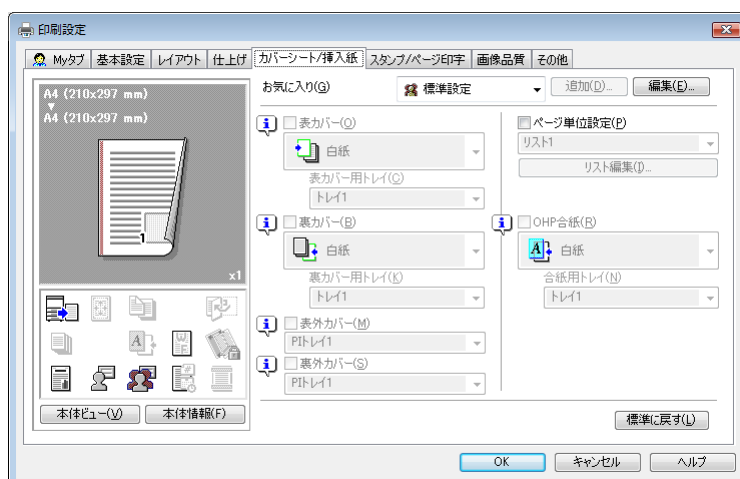 印刷設定
Myタブ 基本設定 レイアウト 仕上げ カバーシート/挿入紙 スタンプ/ページ印字 画像品質 その他
A4 (210x297 mm)
A4 (210x297 mm)
1
x1
本体ビュー(V) 本体情報(F)
お気に入り(G) 標準設定 追加(D)... 編集(E)...
表カバー(O)
白紙
表カバー用トレイ(C)
トレイ1
裏カバー(B)
白紙
裏カバー用トレイ(K)
トレイ1
表外カバー(M)
PIトレイ1
裏外カバー(S)
PIトレイ1
ページ単位設定(P)
リスト1
リスト編集(I)...
OHP合紙(R)
白紙
合紙用トレイ(N)
トレイ1
標準に戻す(L)
OK キャンセル ヘルプ